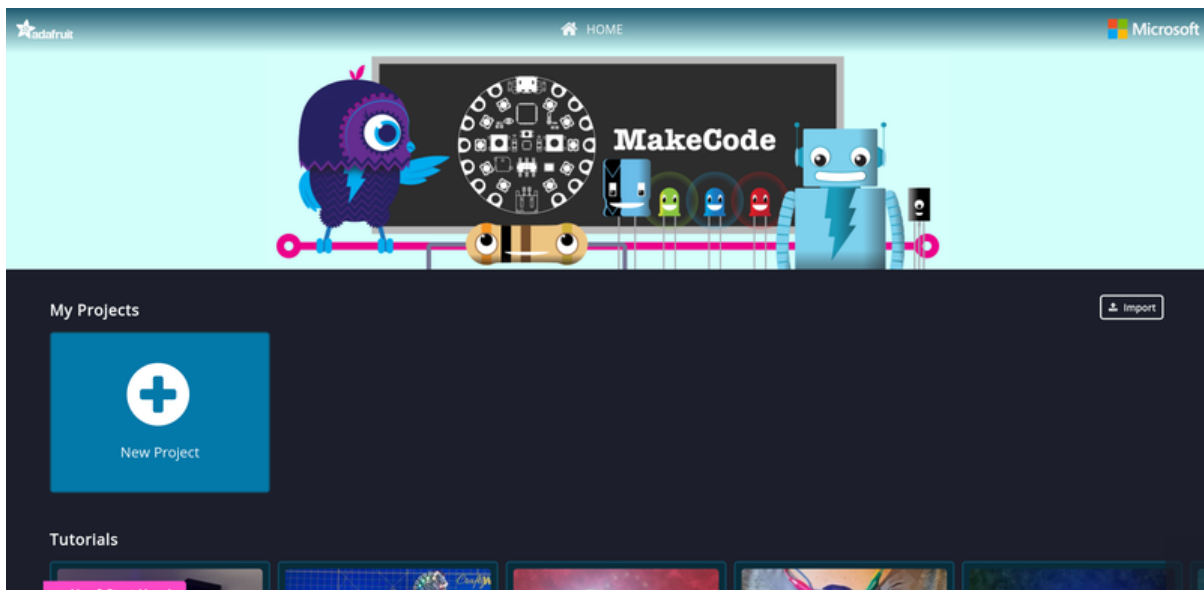 adafruit
HOME
Microsoft
MakeCode
My Projects
Import
New Project
Tutorials